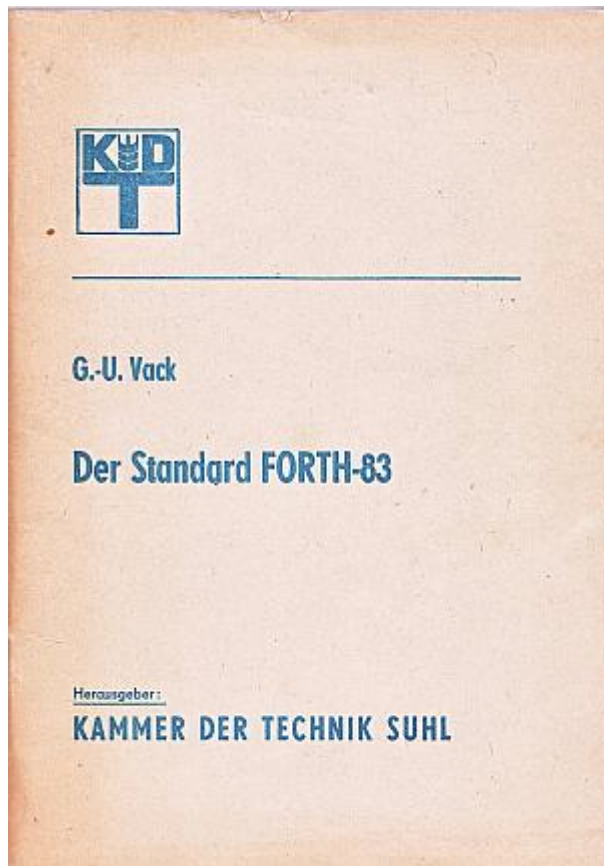 KDT
G.-U. Vack
Der Standard FORTH-83
Herausgeber:
KAMMER DER TECHNIK SUHL